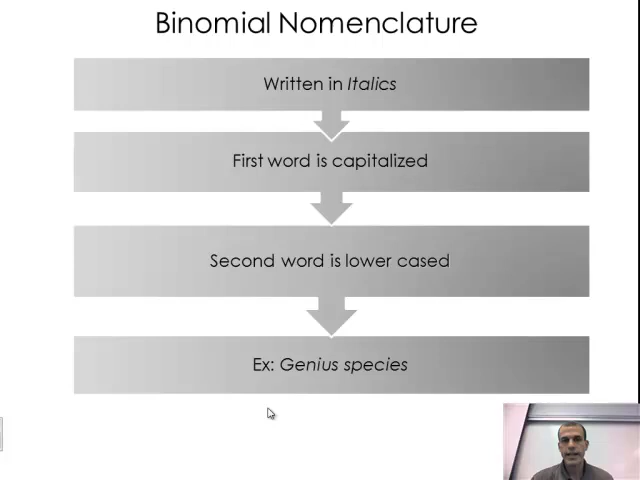 Binomial Nomenclature
Written in Italics
First word is capitalized
Second word is lower cased
Ex: Genius species